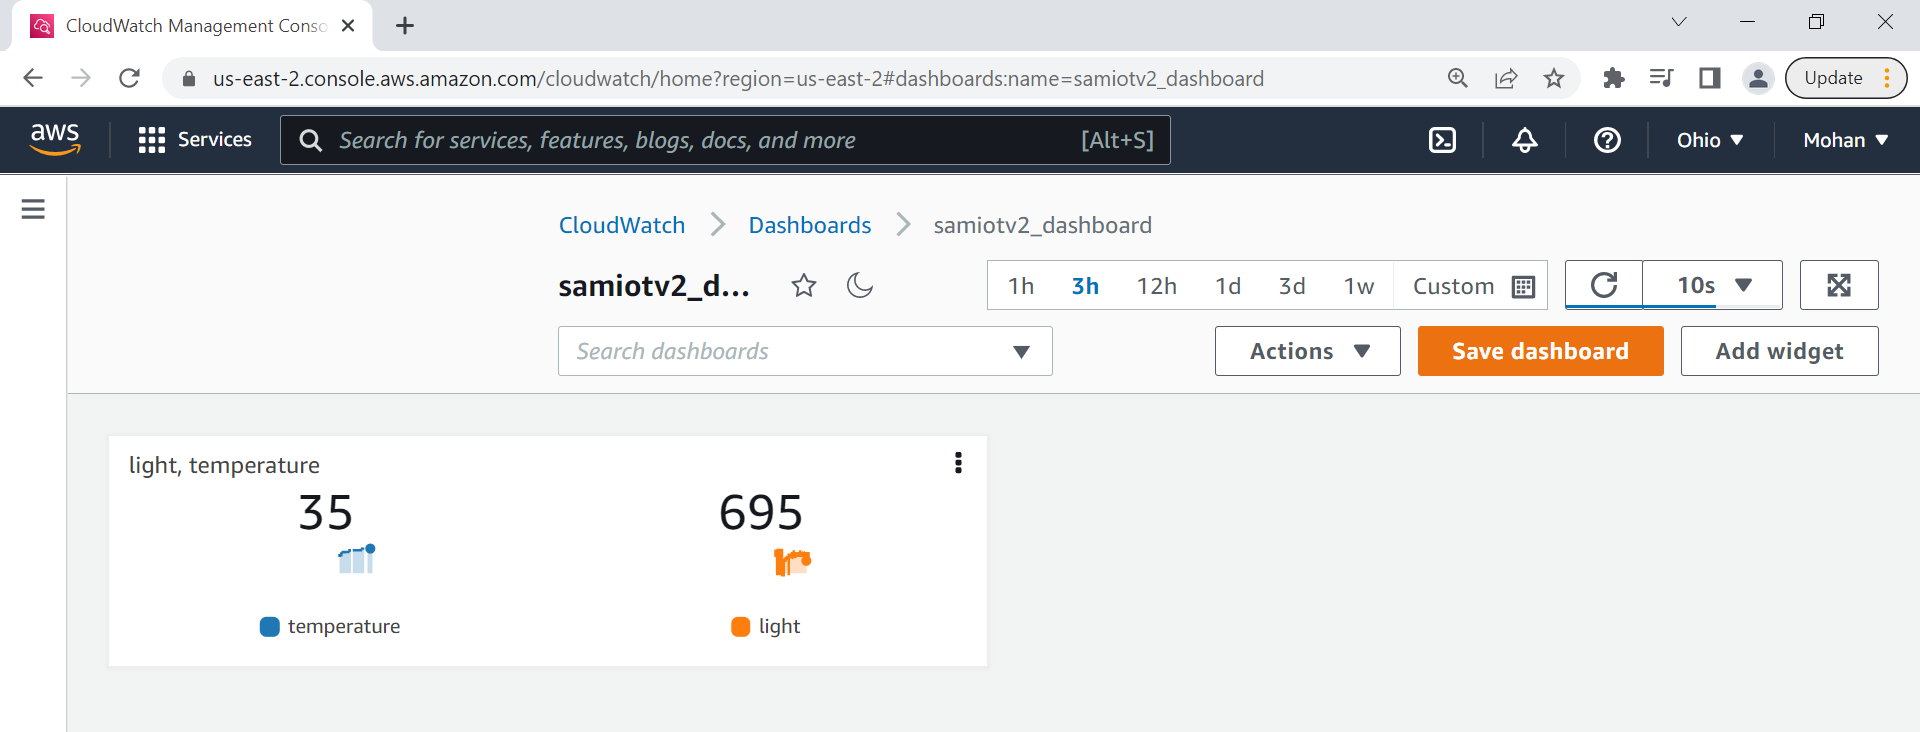 CloudWatch Management Conso
us-east-2.console.aws.amazon.com/cloudwatch/home?region=us-east-2#dashboards:name=samiotv2_dashboard
Update
aws
Services
Search for services, features, blogs, docs, and more
[Alt+S]
Ohio
Mohan
CloudWatch
Dashboards
samiotv2_dashboard
samiotv2_d...
1h 3h 12h 1d 3d 1w Custom
10s
Search dashboards
Actions
Save dashboard
Add widget
light, temperature
35
695
temperature
light